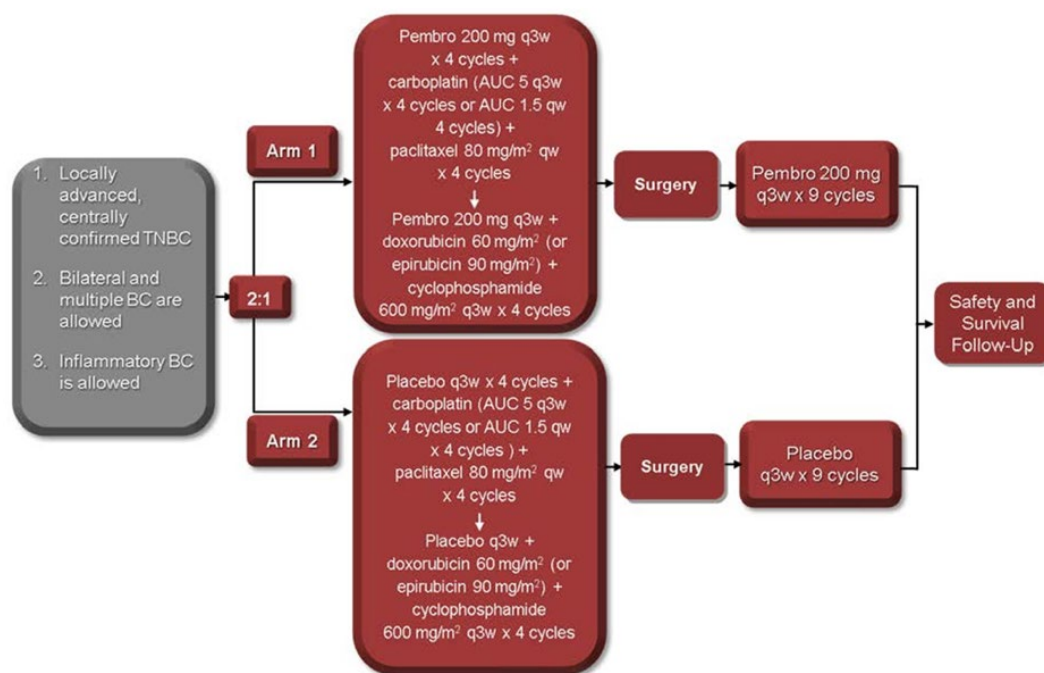 1. Locally
advanced,
centrally
confirmed TNBC
2. Bilateral and
multiple BC are
allowed
3. Inflammatory BC
is allowed
2:1
Arm 1
Pembro 200 mg q3w
x 4 cycles +
carboplatin (AUC 5 q3w
x 4 cycles or AUC 1.5 qw
4 cycles) +
paclitaxel 80 mg/m² qw
x 4 cycles
Pembro 200 mg q3w +
doxorubicin 60 mg/m² (or
epirubicin 90 mg/m²) +
cyclophosphamide
600 mg/m² q3w x 4 cycles
Surgery
Pembro 200 mg
q3w x 9 cycles
Arm 2
Placebo q3w x 4 cycles +
carboplatin (AUC 5 q3w
x 4 cycles or AUC 1.5 qw
x 4 cycles ) +
paclitaxel 80 mg/m² qw
x 4 cycles
Placebo q3w +
doxorubicin 60 mg/m² (or
epirubicin 90 mg/m²) +
cyclophosphamide
600 mg/m² q3w x 4 cycles
Surgery
Placebo
q3w x 9 cycles
Safety and
Survival
Follow-Up